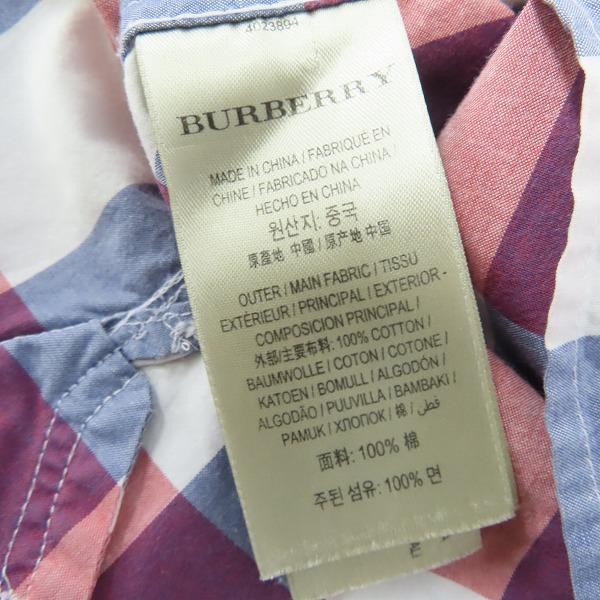 4023894
BURBERRY
MADE IN CHINA / FABRIQUÉ EN
CHINE / FABRICADO NA CHINA /
HECHO EN CHINA
원산지: 중국
原產地 中國 / 原产地 中国
OUTER / MAIN FABRIC / TISSU
EXTÉRIEUR / PRINCIPAL / EXTERIOR -
COMPOSICIÓN PRINCIPAL /
外部/主要布料: 100% COTTON /
BAUMWOLLE / COTON / COTONE /
KATOEN / BOMULL / ALGODÓN /
ALGODÃO / PUUVILLA / BAMBAKI /
PAMUK / ХЛОПОК / 棉 / قطن /
面料: 100% 棉
주된 섬유: 100% 면